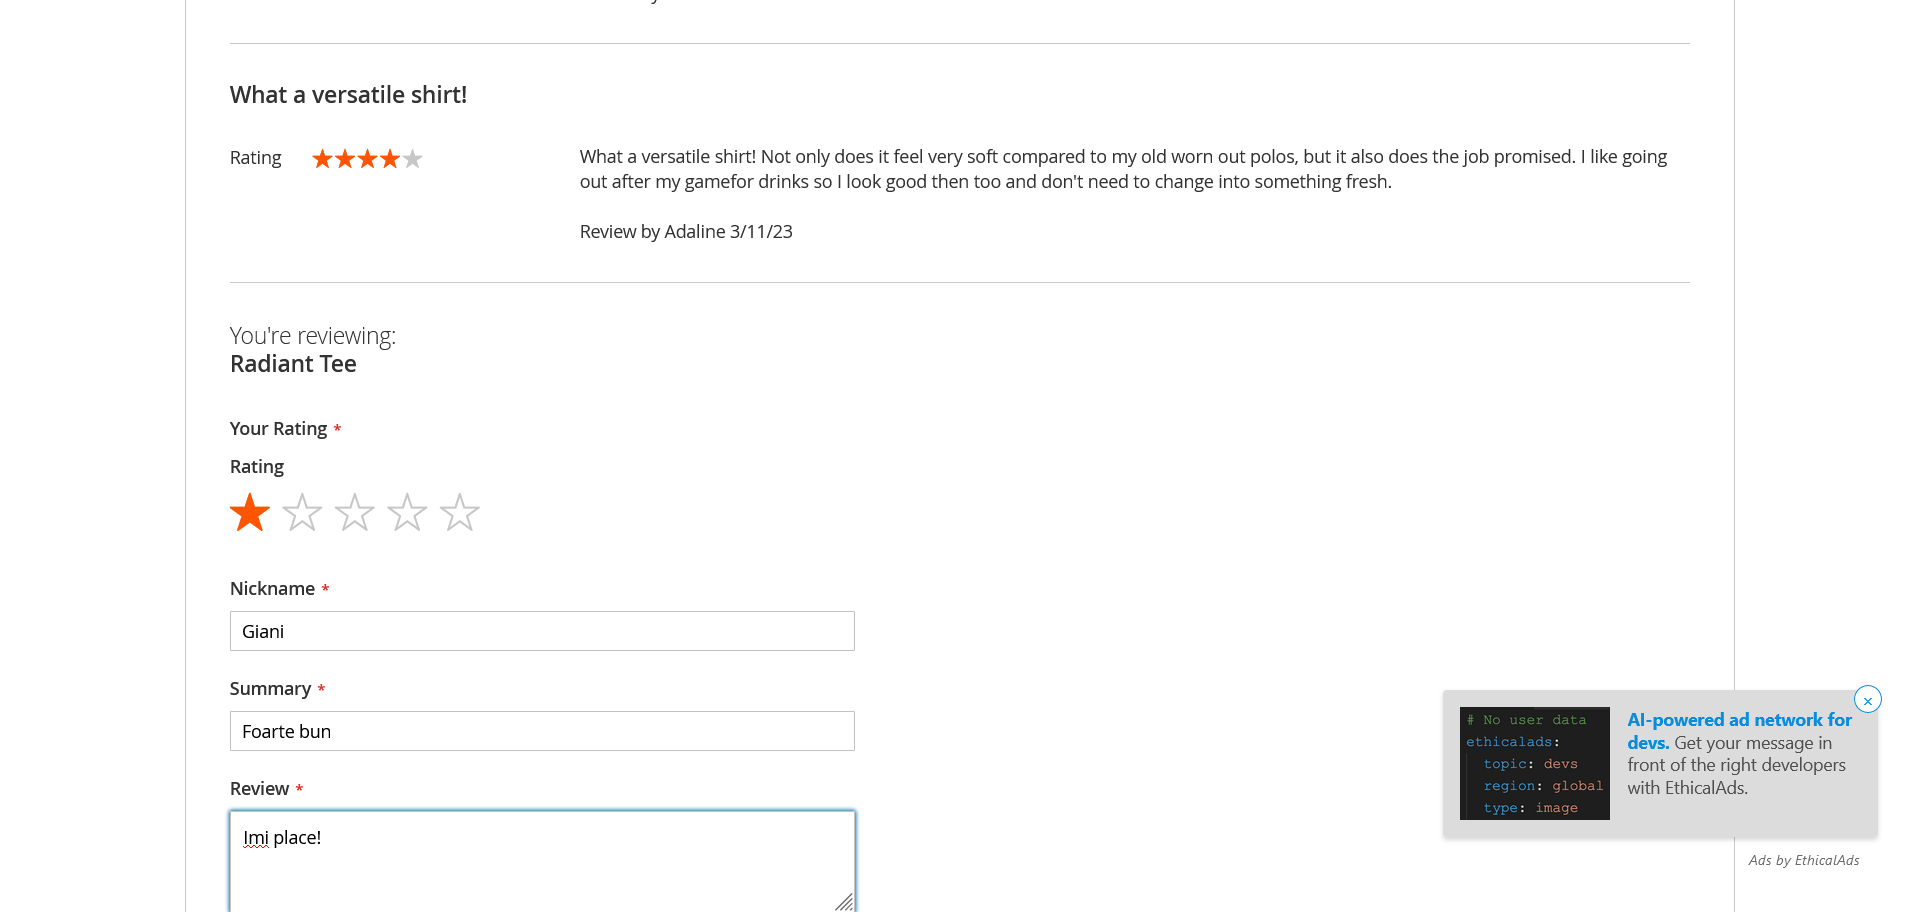 What a versatile shirt!
Rating
What a versatile shirt! Not only does it feel very soft compared to my old worn out polos, but it also does the job promised. I like going
out after my gamefor drinks so I look good then too and don't need to change into something fresh.
Review by Adaline 3/11/23
You're reviewing:
Radiant Tee
Your Rating *
Rating
Nickname *
Giani
Summary *
Foarte bun
Review *
Imi place!
# No user data
ethicalads:
topic: devs
region: global
type: image
AI-powered ad network for
devs. Get your message in
front of the right developers
with EthicalAds.
Ads by EthicalAds